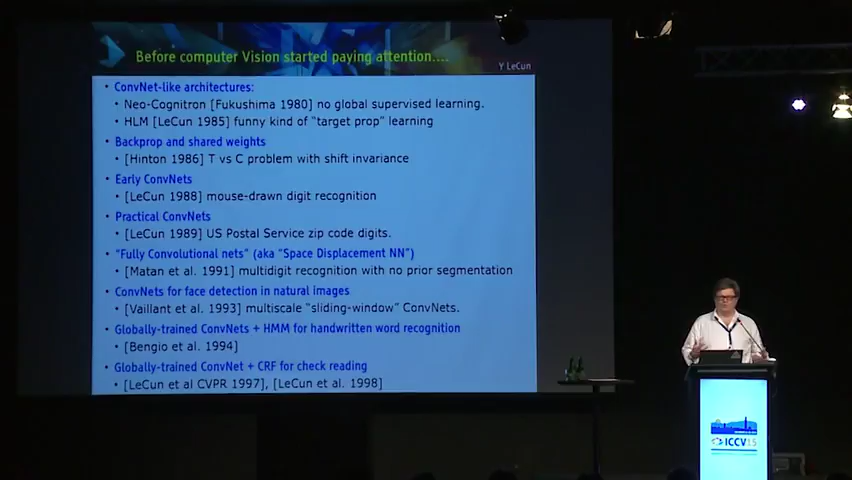 Before computer Vision started paying attention....
Y LeCun
• ConvNet-like architectures:
• Neo-Cognitron [Fukushima 1980] no global supervised learning.
• HLM [LeCun 1985] funny kind of "target prop" learning
• Backprop and shared weights
• [Hinton 1986] T vs C problem with shift invariance
• Early ConvNets
• [LeCun 1988] mouse-drawn digit recognition
• Practical ConvNets
• [LeCun 1989] US Postal Service zip code digits.
• "Fully Convolutional nets" (aka "Space Displacement NN")
• [Matan et al. 1991] multidigit recognition with no prior segmentation
• ConvNets for face detection in natural images
• [Vaillant et al. 1993] multiscale "sliding-window" ConvNets.
• Globally-trained ConvNets + HMM for handwritten word recognition
• [Bengio et al. 1994]
• Globally-trained ConvNet + CRF for check reading
• [LeCun et al CVPR 1997], [LeCun et al. 1998]
ICCV15